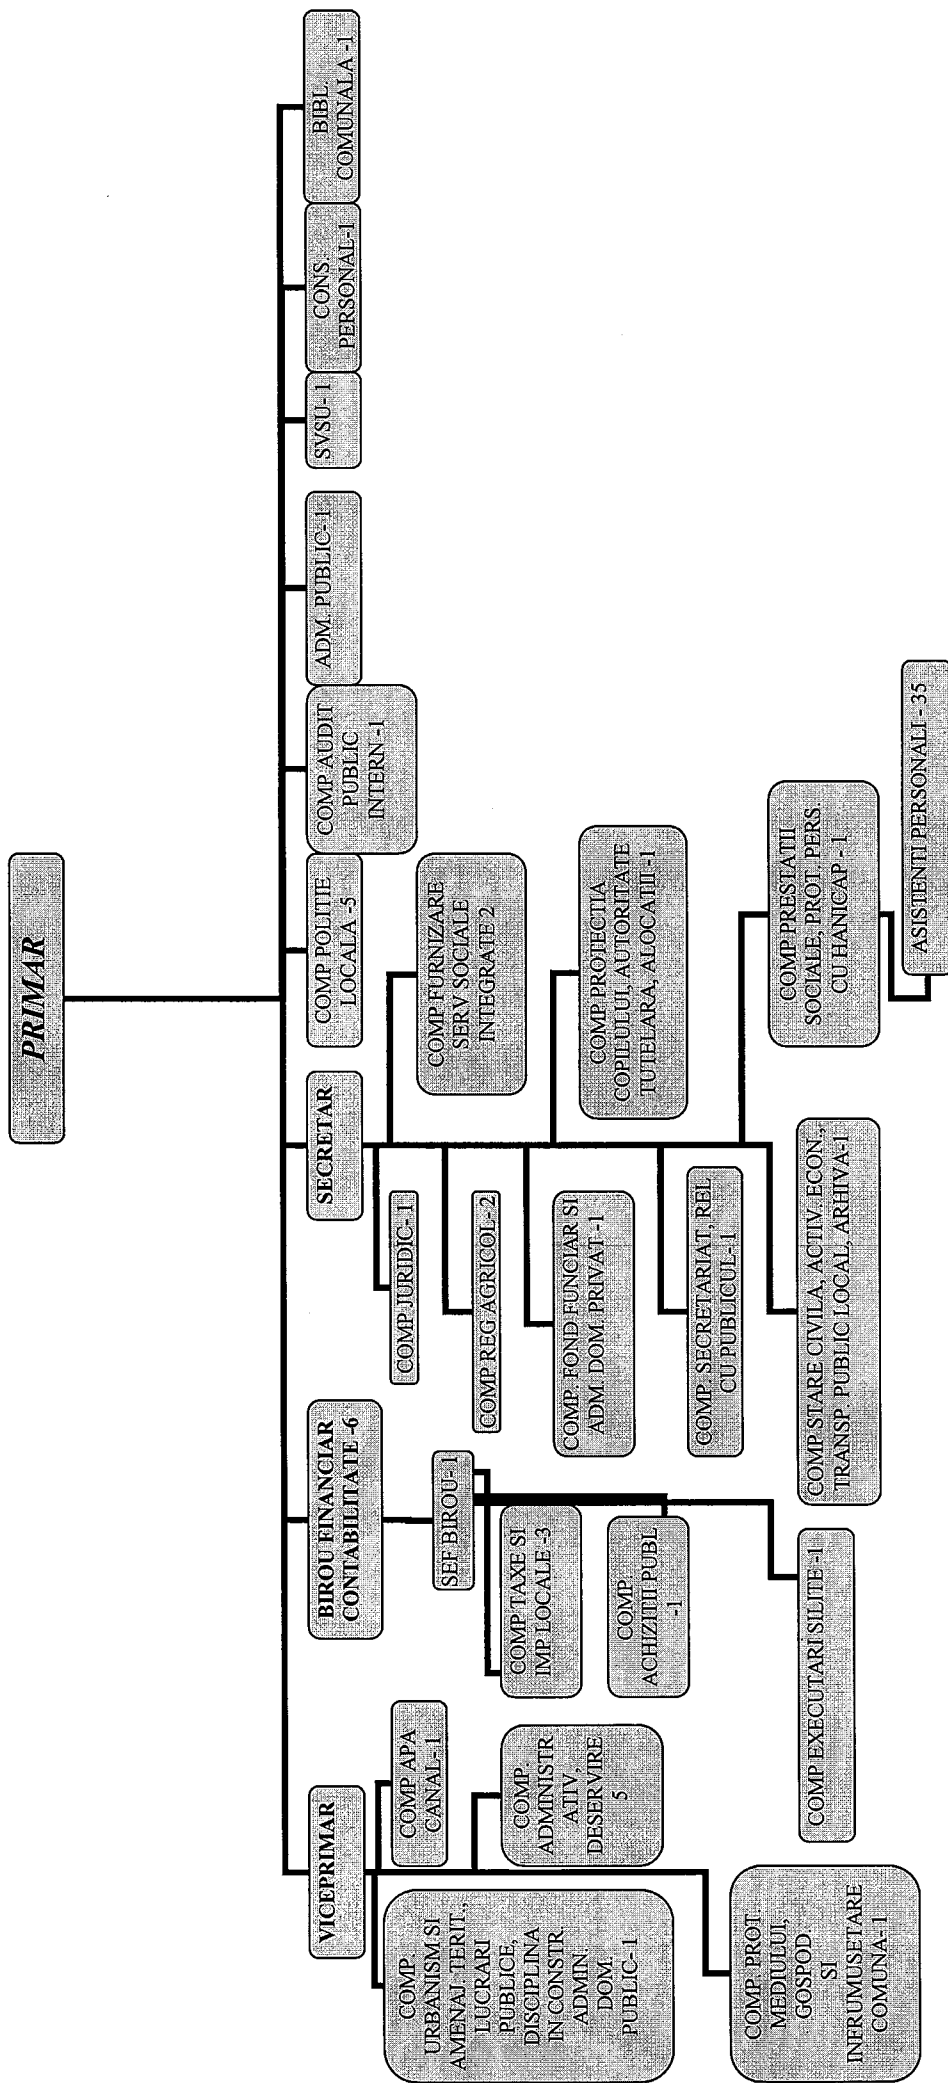 PRIMAR
VICEPRIMAR
BIROU FINANCIAR
CONTABILITATE -6
SECRETAR
COMP POLITIE
LOCALA -5
COMP AUDIT
PUBLIC
INTERN -1
ADM. PUBLIC- 1
SVSU- 1
CONS.
PERSONAL-1
BIBL.
COMUNALA -1
COMP.
URBANISM SI
AMENAJ. TERIT.,
LUCRARI
PUBLICE,
DISCIPLINA
IN CONSTR.
ADMIN.
DOM.
PUBLIC- 1
COMP APA
CANAL- 1
COMP.
ADMINISTR
ATIV,
DESERVIRE
5
COMP. PROT.
MEDIULUI,
GOSPOD.
SI
INFRUMUSETARE
COMUNA- 1
SEF BIROU- 1
COMP TAXE SI
IMP LOCALE -3
COMP.
ACHIZITII PUBL
-1
COMP EXECUTARI SILITE -1
COMP JURIDIC- 1
COMP REG AGRICOL- 2
COMP. FOND FUNCIAR SI
ADM. DOM. PRIVAT -1
COMP. SECRETARIAT, REL
CU PUBLICUL- 1
COMP STARE CIVILA, ACTIV. ECON.,
TRANSP. PUBLIC LOCAL, ARHIVA-1
COMP FURNIZARE
SERV SOCIALE
INTEGRATE 2
COMP PROTECTIA
COPILULUI, AUTORITATE
TUTELARA, ALOCATII -1
COMP PRESTATII
SOCIALE, PROT. PERS.
CU HANICAP - 1
ASISTENTI PERSONALI - 35